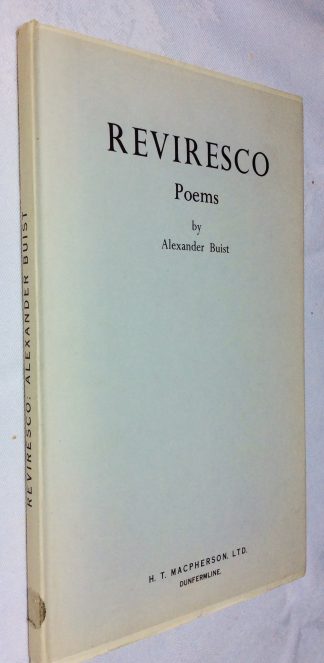 REVIRESCO
Poems
by
Alexander Buist
H. T. MACPHERSON, LTD.
DUNFERMLINE.
REVIRESCO: ALEXANDER BUIST